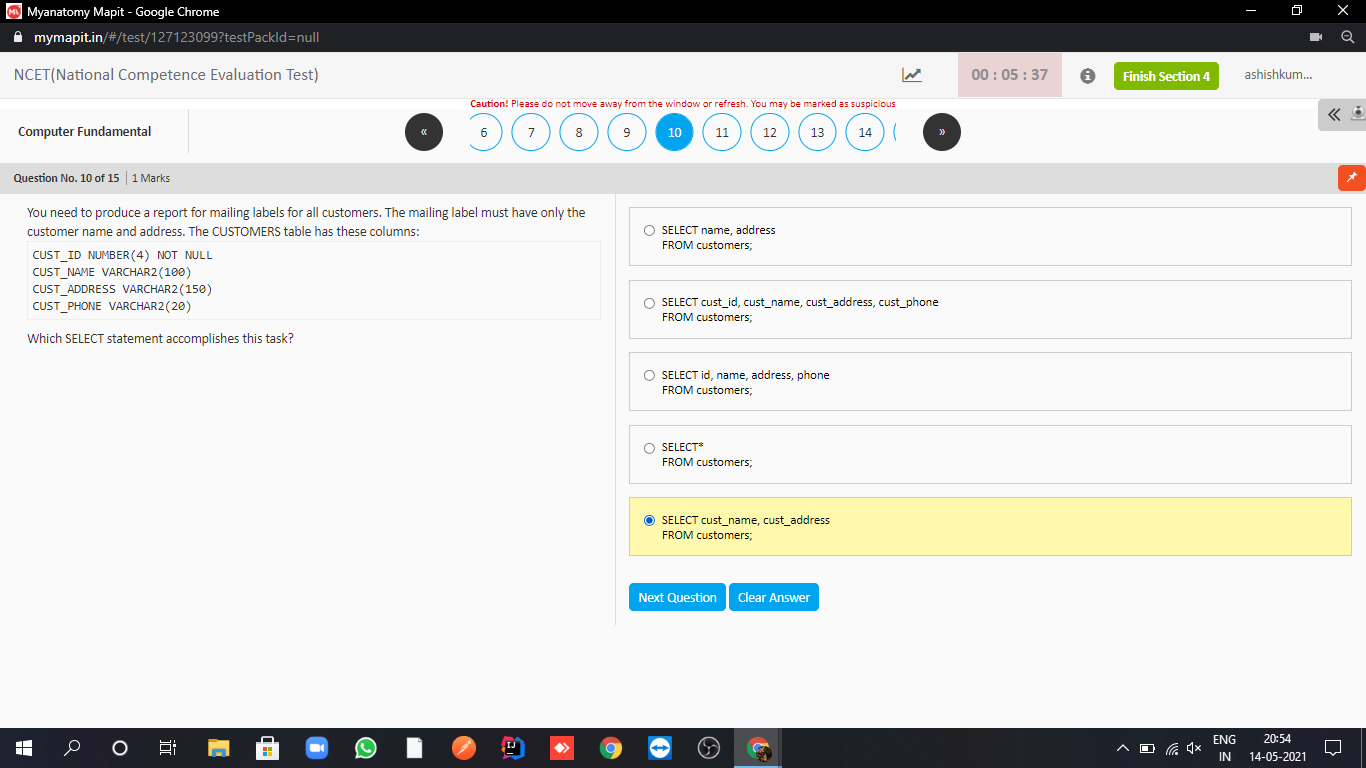 Myanatomy Mapit - Google Chrome
mymapit.in/#/test/127123099?testPackId=null
NCET(National Competence Evaluation Test)
00 : 05 : 37
Finish Section 4
ashishkum...
Caution! Please do not move away from the window or refresh. You may be marked as suspicious
Computer Fundamental
« 6 7 8 9 10 11 12 13 14 »
Question No. 10 of 15 | 1 Marks
You need to produce a report for mailing labels for all customers. The mailing label must have only the
customer name and address. The CUSTOMERS table has these columns:
CUST_ID NUMBER(4) NOT NULL
CUST_NAME VARCHAR2(100)
CUST_ADDRESS VARCHAR2(150)
CUST_PHONE VARCHAR2(20)
Which SELECT statement accomplishes this task?
SELECT name, address
FROM customers;
SELECT cust_id, cust_name, cust_address, cust_phone
FROM customers;
SELECT id, name, address, phone
FROM customers;
SELECT*
FROM customers;
SELECT cust_name, cust_address
FROM customers;
Next Question
Clear Answer
ENG
IN
20:54
14-05-2021